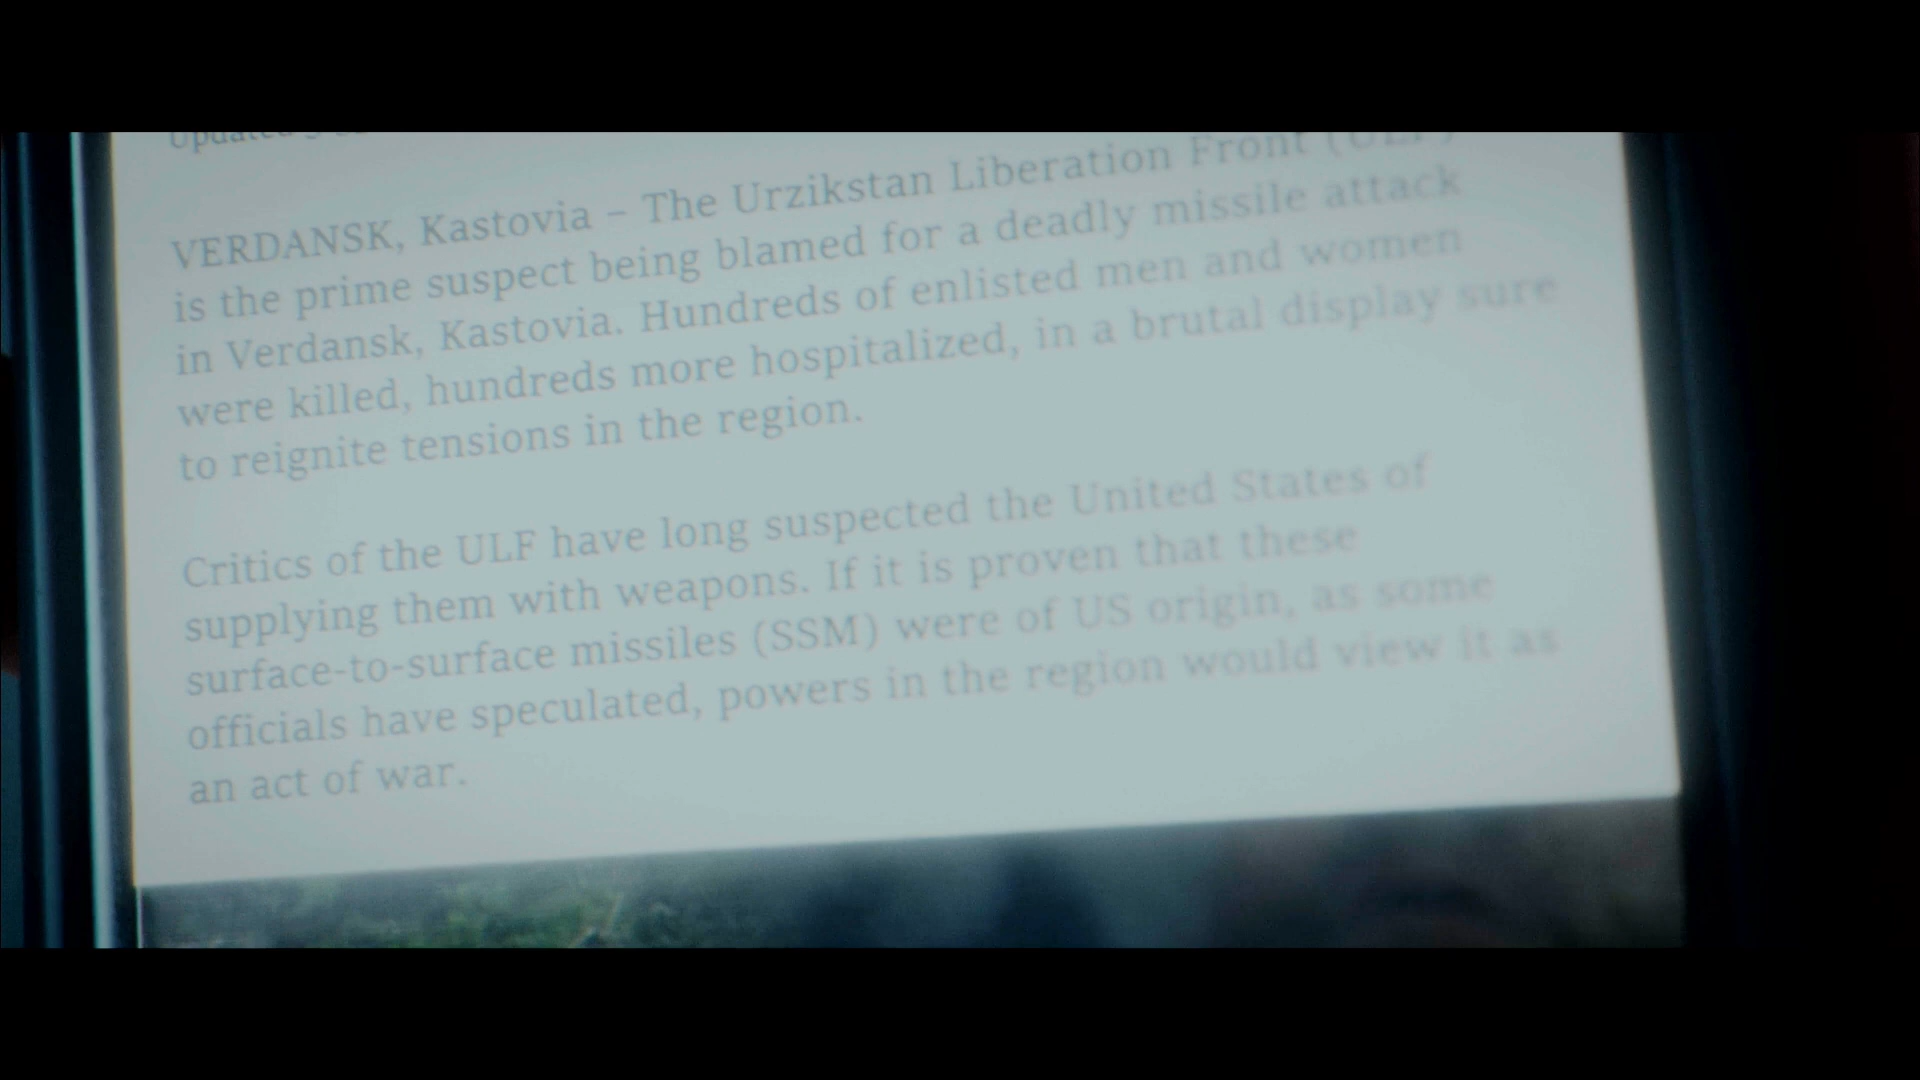 Updated
VERDANSK, Kastovia – The Urzikstan Liberation Front (ULF)
is the prime suspect being blamed for a deadly missile attack
in Verdansk, Kastovia. Hundreds of enlisted men and women
were killed, hundreds more hospitalized, in a brutal display sure
to reignite tensions in the region.
Critics of the ULF have long suspected the United States of
supplying them with weapons. If it is proven that these
surface-to-surface missiles (SSM) were of US origin, as some
officials have speculated, powers in the region would view it as
an act of war.